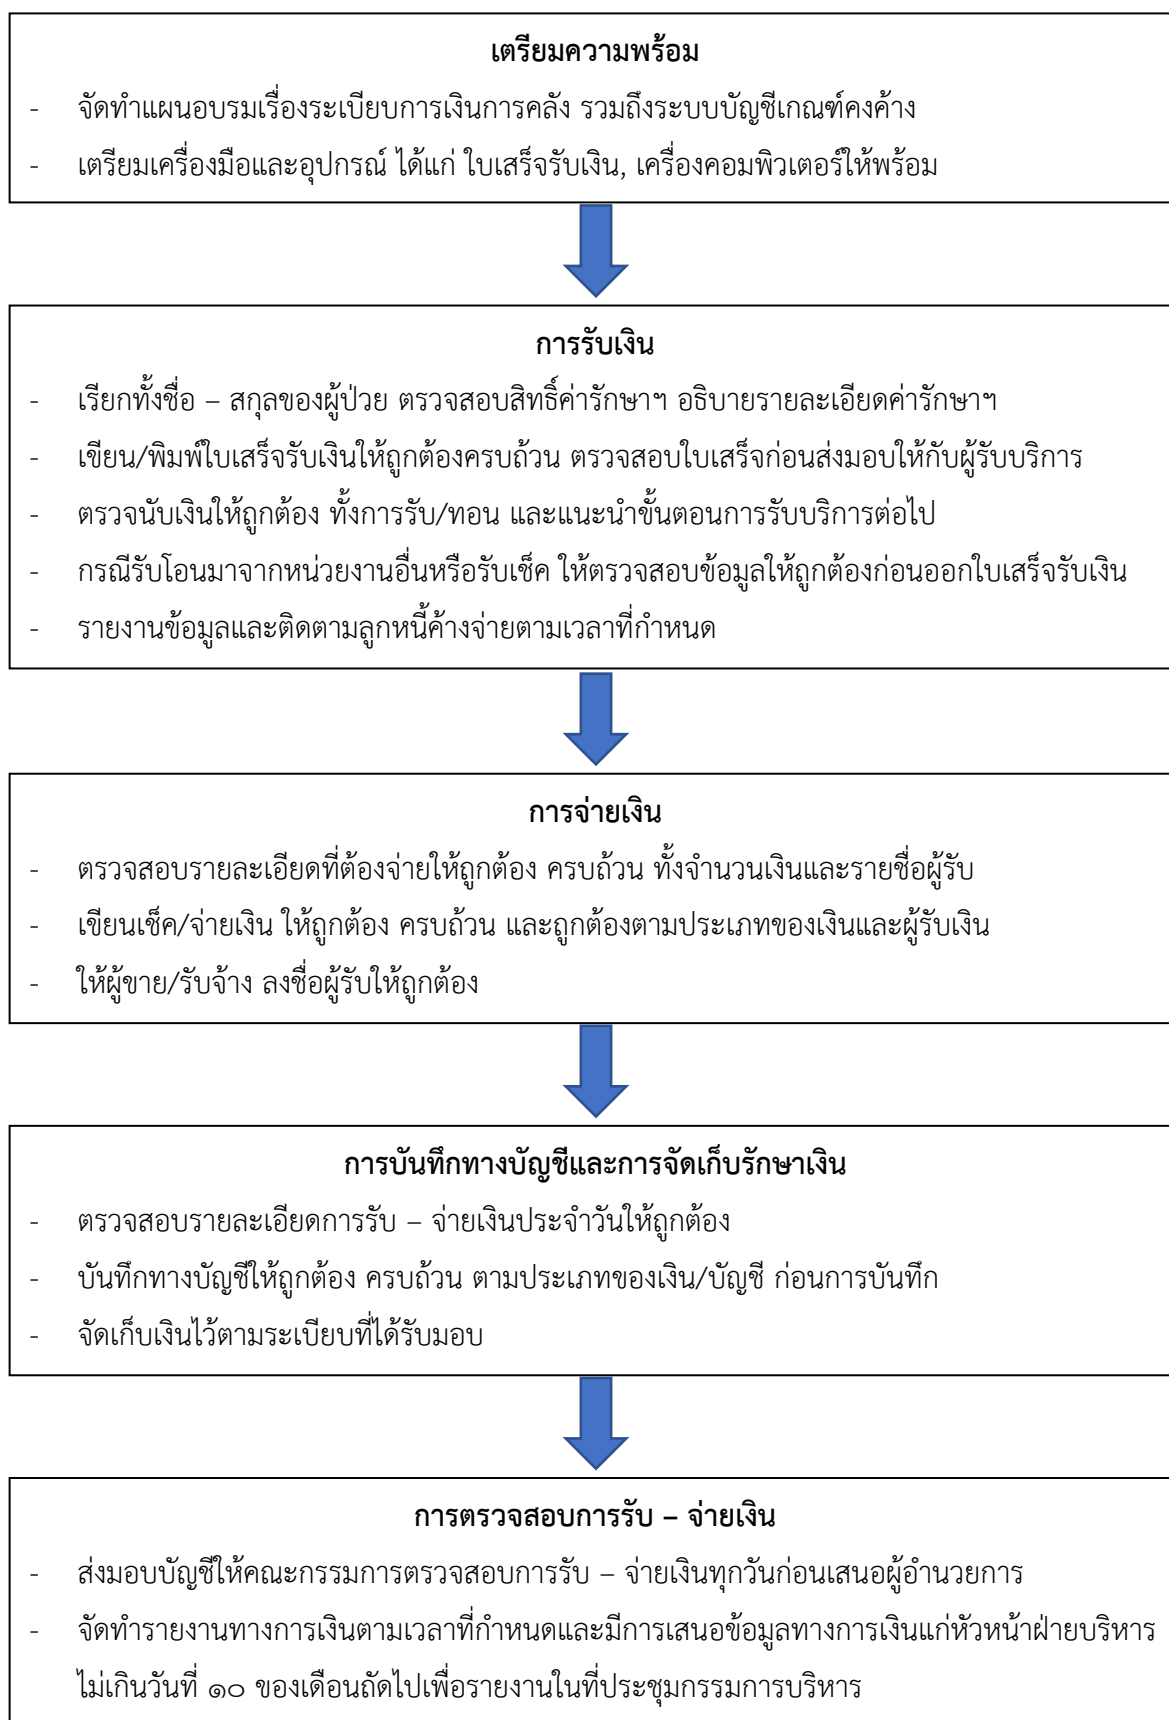 เตรียมความพร้อม
- จัดทำแผนอบรมเรื่องระเบียบการเงินการคลัง รวมถึงระบบบัญชีเกณฑ์คงค้าง
- เตรียมเครื่องมือและอุปกรณ์ ได้แก่ ใบเสร็จรับเงิน, เครื่องคอมพิวเตอร์ให้พร้อม
การรับเงิน
- เรียกทั้งชื่อ – สกุลของผู้ป่วย ตรวจสอบสิทธิ์ค่ารักษาฯ อธิบายรายละเอียดค่ารักษาฯ
- เขียน/พิมพ์ใบเสร็จรับเงินให้ถูกต้องครบถ้วน ตรวจสอบใบเสร็จก่อนส่งมอบให้กับผู้รับบริการ
- ตรวจนับเงินให้ถูกต้อง ทั้งการรับ/ทอน และแนะนำขั้นตอนการรับบริการต่อไป
- กรณีรับโอนมาจากหน่วยงานอื่นหรือรับเช็ค ให้ตรวจสอบข้อมูลให้ถูกต้องก่อนออกใบเสร็จรับเงิน
- รายงานข้อมูลและติดตามลูกหนี้ค้างจ่ายตามเวลาที่กำหนด
การจ่ายเงิน
- ตรวจสอบรายละเอียดที่ต้องจ่ายให้ถูกต้อง ครบถ้วน ทั้งจำนวนเงินและรายชื่อผู้รับ
- เขียนเช็ค/จ่ายเงิน ให้ถูกต้อง ครบถ้วน และถูกต้องตามประเภทของเงินและผู้รับเงิน
- ให้ผู้ขาย/รับจ้าง ลงชื่อผู้รับให้ถูกต้อง
การบันทึกทางบัญชีและการจัดเก็บรักษาเงิน
- ตรวจสอบรายละเอียดการรับ – จ่ายเงินประจำวันให้ถูกต้อง
- บันทึกทางบัญชีให้ถูกต้อง ครบถ้วน ตามประเภทของเงิน/บัญชี ก่อนการบันทึก
- จัดเก็บเงินไว้ตามระเบียบที่ได้รับมอบ
การตรวจสอบการรับ – จ่ายเงิน
- ส่งมอบบัญชีให้คณะกรรมการตรวจสอบการรับ – จ่ายเงินทุกวันก่อนเสนอผู้อำนวยการ
- จัดทำรายงานทางการเงินตามเวลาที่กำหนดและมีการเสนอข้อมูลทางการเงินแก่หัวหน้าฝ่ายบริหาร
ไม่เกินวันที่ ๑๐ ของเดือนถัดไปเพื่อรายงานในที่ประชุมกรรมการบริหาร